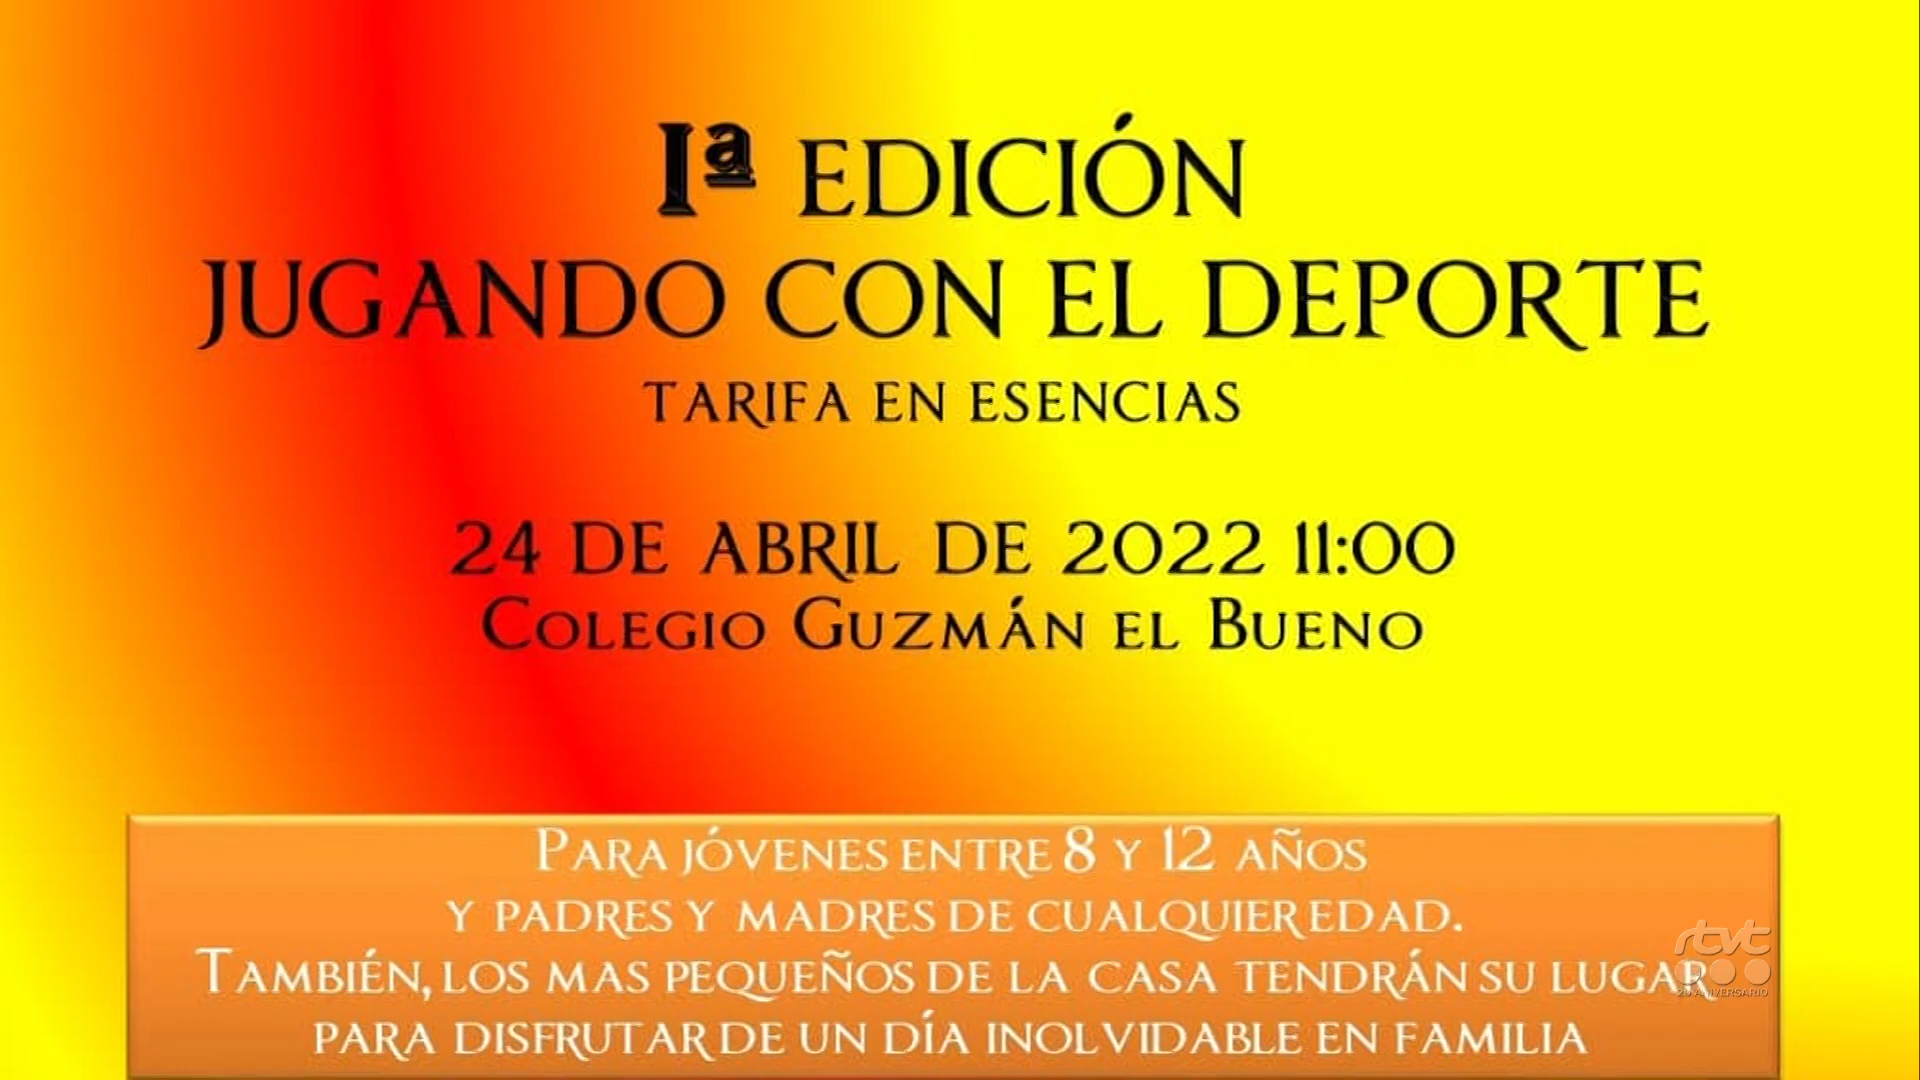 Iª EDICIÓN
JUGANDO CON EL DEPORTE
TARIFA EN ESENCIAS
24 DE ABRIL DE 2022 11:00
COLEGIO GUZMÁN EL BUENO
PARA JÓVENES ENTRE 8 Y 12 AÑOS
Y PADRES Y MADRES DE CUALQUIER EDAD.
TAMBIÉN, LOS MAS PEQUEÑOS DE LA CASA TENDRÁN SU LUGAR
PARA DISFRUTAR DE UN DÍA INOLVIDABLE EN FAMILIA
rtvt
20 ANIVERSARIO